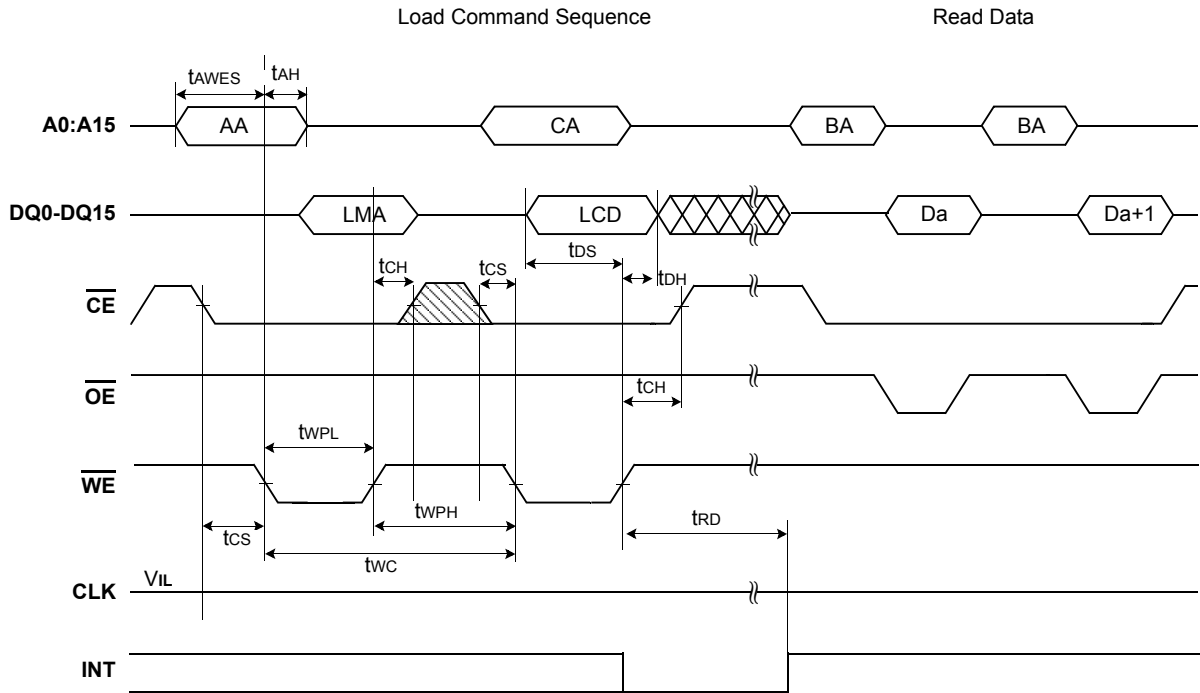 Load Command Sequence Read Data
tAWES tAH
A0:A15 AA CA BA BA
DQ0-DQ15 LMA LCD Da Da+1
tCH tCS tDS tDH
CE
OE tCH
tWPL
WE
tWPH tRD
tCS
tWC
CLK VIL
INT